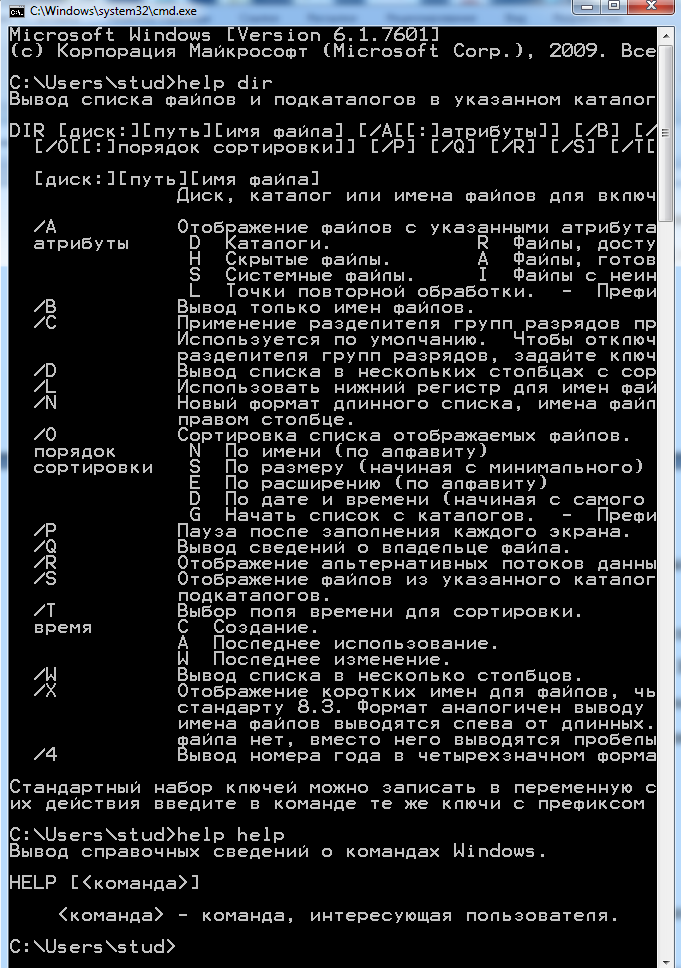 C:\Windows\system32\cmd.exe
Microsoft Windows [Version 6.1.7601]
(c) Корпорация Майкрософт (Microsoft Corp.), 2009. Все
C:\Users\stud>help dir
Вывод списка файлов и подкаталогов в указанном каталог
DIR [диск:][путь][имя файла] [/A[[:]атрибуты]] [/B] [/
[/O[[:]порядок сортировки]] [/P] [/Q] [/R] [/S] [/T[
[диск:][путь][имя файла]
Диск, каталог или имена файлов для включ
/A Отображение файлов с указанными атрибута
атрибуты D Каталоги. R Файлы, досту
H Скрытые файлы. A Файлы, готов
S Системные файлы. I Файлы с неин
L Точки повторной обработки. - Префи
/B Вывод только имен файлов.
/C Применение разделителя групп разрядов пр
Используется по умолчанию. Чтобы отключ
разделителя групп разрядов, задайте ключ
/D Вывод списка в нескольких столбцах с сор
/L Использовать нижний регистр для имен фай
/N Новый формат длинного списка, имена файл
правом столбце.
/O Сортировка списка отображаемых файлов.
порядок N По имени (по алфавиту)
сортировки S По размеру (начиная с минимального)
E По расширению (по алфавиту)
D По дате и времени (начиная с самого
G Начать список с каталогов. - Префи
/P Пауза после заполнения каждого экрана.
/Q Вывод сведений о владельце файла.
/R Отображение альтернативных потоков данны
/S Отображение файлов из указанного каталог
подкаталогов.
/T Выбор поля времени для сортировки.
время C Создание.
A Последнее использование.
W Последнее изменение.
/W Вывод списка в несколько столбцов.
/X Отображение коротких имен для файлов, чь
стандарту 8.3. Формат аналогичен выводу
имена файлов выводятся слева от длинных.
файла нет, вместо него выводятся пробелы
/4 Вывод номера года в четырехзначном форма
Стандартный набор ключей можно записать в переменную с
их действия введите в команде те же ключи с префиксом
C:\Users\stud>help help
Вывод справочных сведений о командах Windows.
HELP [<команда>]
<команда> - команда, интересующая пользователя.
C:\Users\stud>